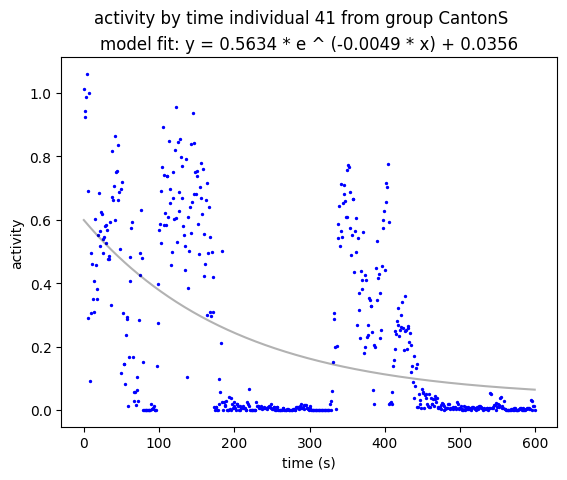 activity by time individual 41 from group CantonS
model fit: y = 0.5634 * e ^ (-0.0049 * x) + 0.0356
1.0
0.8
0.6
0.4
0.2
0.0
activity
0 100 200 300 400 500 600
time (s)